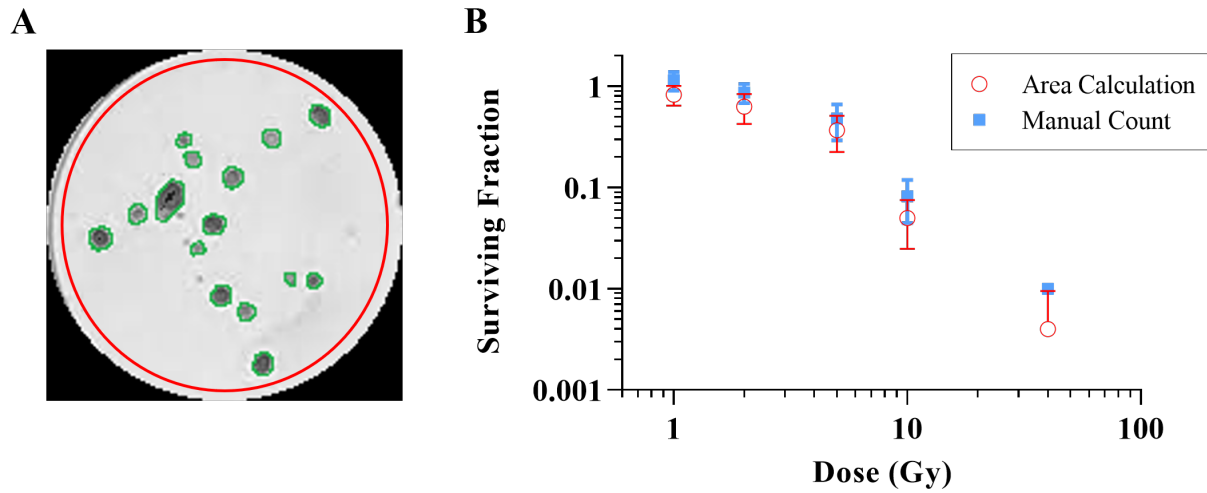 A
B
Surviving Fraction
1
0.1
0.01
0.001
Area Calculation
Manual Count
1
10
100
Dose (Gy)